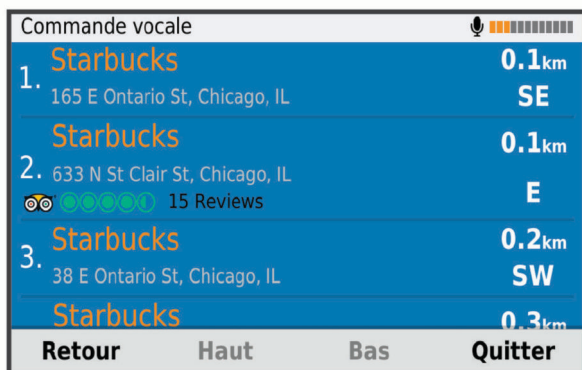 Commande vocale
1. Starbucks 0.1km
165 E Ontario St, Chicago, IL SE
Starbucks 0.1km
2. 633 N St Clair St, Chicago, IL E
15 Reviews
3. Starbucks 0.2km
38 E Ontario St, Chicago, IL SW
Starbucks 0.3km
Retour Haut Bas Quitter